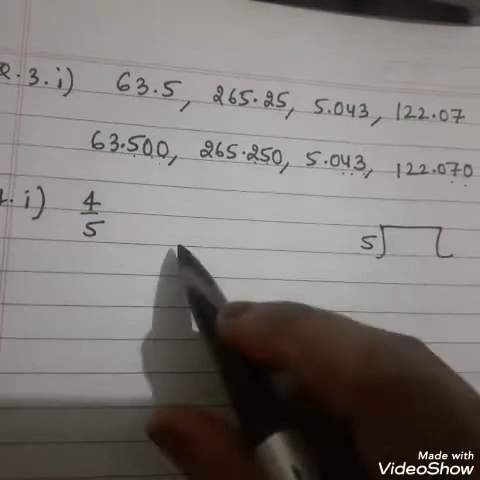 2.3.i) 63.5, 265.25, 5.043, 122.07
63.500, 265.250, 5.043, 122.070
i) 4/5
5
Made with
VideoShow